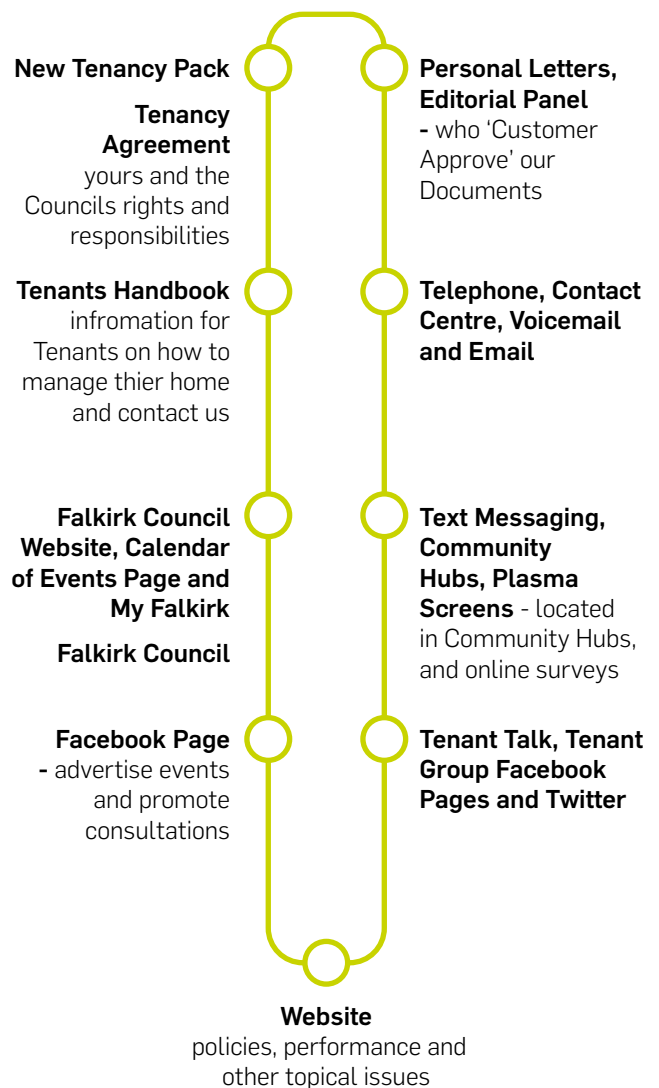 New Tenancy Pack
Tenancy
Agreement
yours and the
Councils rights and
responsibilities
Tenants Handbook
infromation for
Tenants on how to
manage thier home
and contact us
Falkirk Council
Website, Calendar
of Events Page and
My Falkirk
Falkirk Council
Facebook Page
- advertise events
and promote
consultations
Personal Letters,
Editorial Panel
- who ‘Customer
Approve’ our
Documents
Telephone, Contact
Centre, Voicemail
and Email
Text Messaging,
Community
Hubs, Plasma
Screens - located
in Community Hubs,
and online surveys
Tenant Talk, Tenant
Group Facebook
Pages and Twitter
Website
policies, performance and
other topical issues